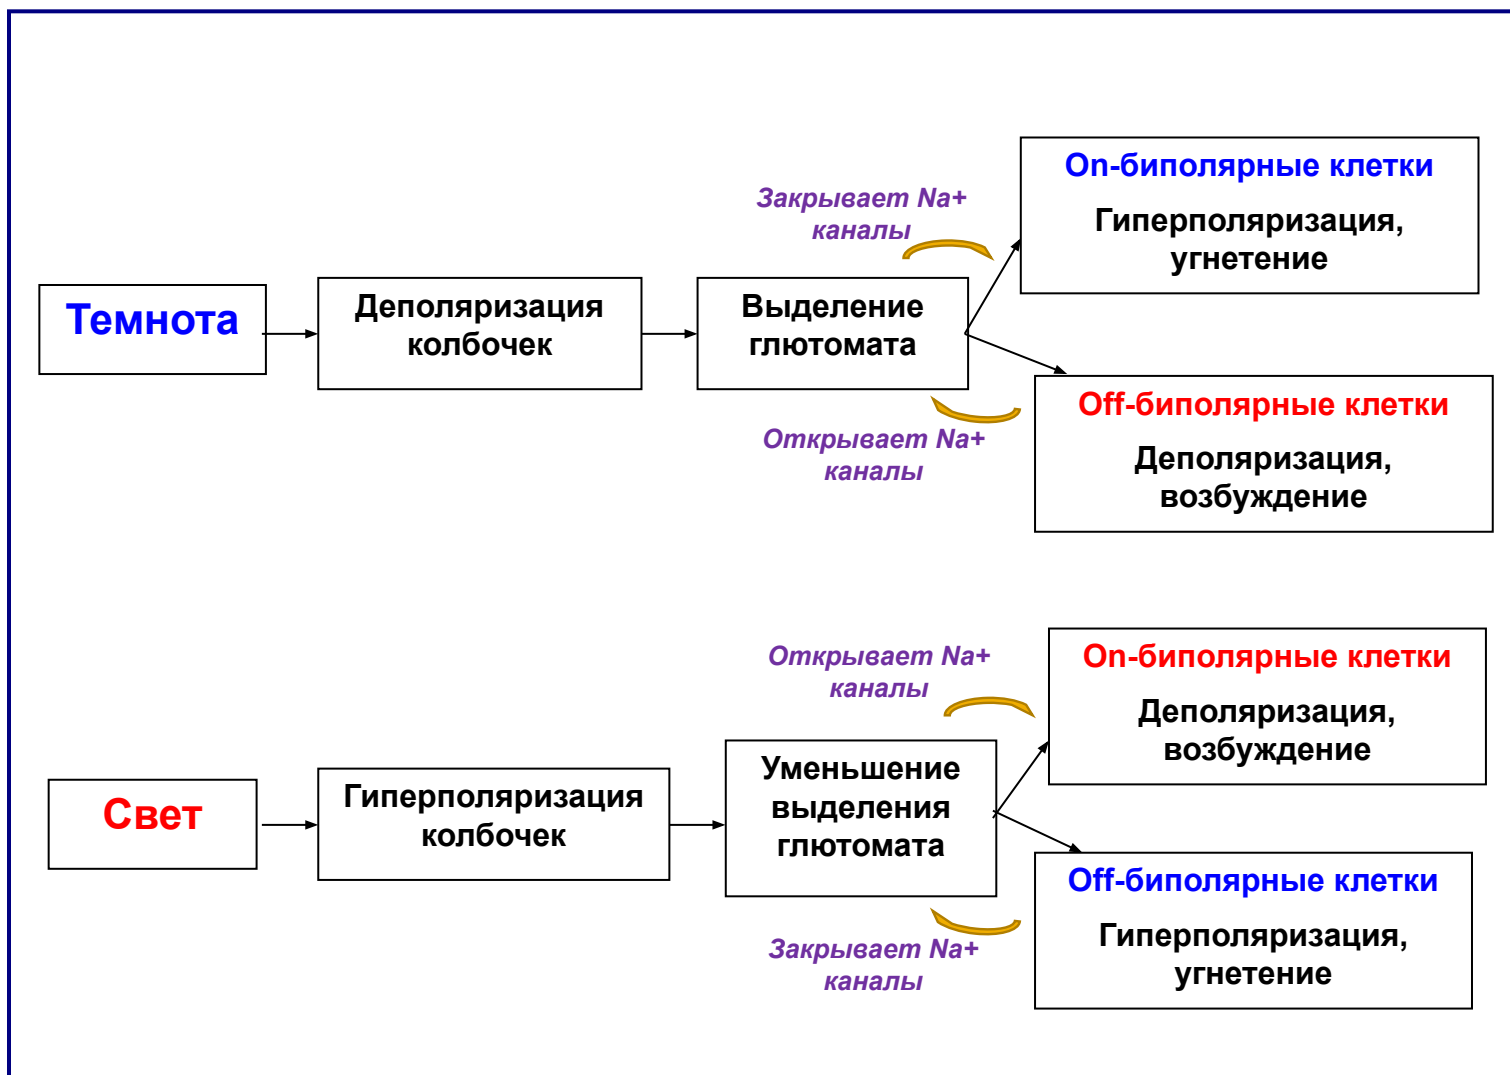 On-биполярные клетки
Гиперполяризация,
угнетение
Закрывает Na+
каналы
Темнота
Деполяризация
колбочек
Выделение
глютомата
Off-биполярные клетки
Деполяризация,
возбуждение
Открывает Na+
каналы
On-биполярные клетки
Деполяризация,
возбуждение
Открывает Na+
каналы
Свет
Гиперполяризация
колбочек
Уменьшение
выделения
глютомата
Off-биполярные клетки
Гиперполяризация,
угнетение
Закрывает Na+
каналы